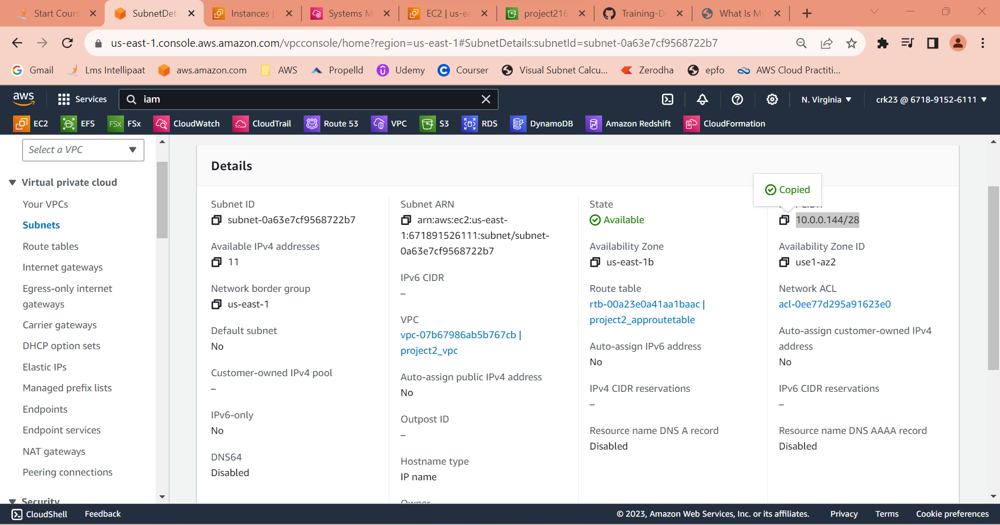 Start Cours
SubnetDet
Instances |
Systems M
EC2 | us-ea
project216
Training-D
What Is My
us-east-1.console.aws.amazon.com/vpcconsole/home?region=us-east-1#SubnetDetails:subnetId=subnet-0a63e7cf9568722b7
Gmail
Lms Intellipaat
aws.amazon.com
AWS
Propelld
Udemy
Courser
Visual Subnet Calcu...
Zerodha
epfo
AWS Cloud Practiti...
aws
Services
iam
N. Virginia
crk23 @ 6718-9152-6111
EC2
EFS
FSx
FSx
CloudWatch
CloudTrail
53
Route 53
VPC
S3
RDS
DynamoDB
Amazon Redshift
CloudFormation
Select a VPC
Virtual private cloud
Your VPCs
Subnets
Route tables
Internet gateways
Egress-only internet
gateways
Carrier gateways
DHCP option sets
Elastic IPs
Managed prefix lists
Endpoints
Endpoint services
NAT gateways
Peering connections
Security
Details
Subnet ID
subnet-0a63e7cf9568722b7
Available IPv4 addresses
11
Network border group
us-east-1
Default subnet
No
Customer-owned IPv4 pool
–
IPv6-only
No
DNS64
Disabled
Subnet ARN
arn:aws:ec2:us-east-
1:671891526111:subnet/subnet-
0a63e7cf9568722b7
IPv6 CIDR
–
VPC
vpc-07b67986ab5b767cb |
project2_vpc
Auto-assign public IPv4 address
No
Outpost ID
–
Hostname type
IP name
Owner
State
Available
Availability Zone
us-east-1b
Route table
rtb-00a23e0a41aa1baac |
project2_approutetable
Auto-assign IPv6 address
No
IPv4 CIDR reservations
–
Resource name DNS A record
Disabled
Copied
CIDR
10.0.0.144/28
Availability Zone ID
use1-az2
Network ACL
acl-0ee77d295a91623e0
Auto-assign customer-owned IPv4
address
No
IPv6 CIDR reservations
–
Resource name DNS AAAA record
Disabled
CloudShell
Feedback
© 2023, Amazon Web Services, Inc. or its affiliates.
Privacy
Terms
Cookie preferences